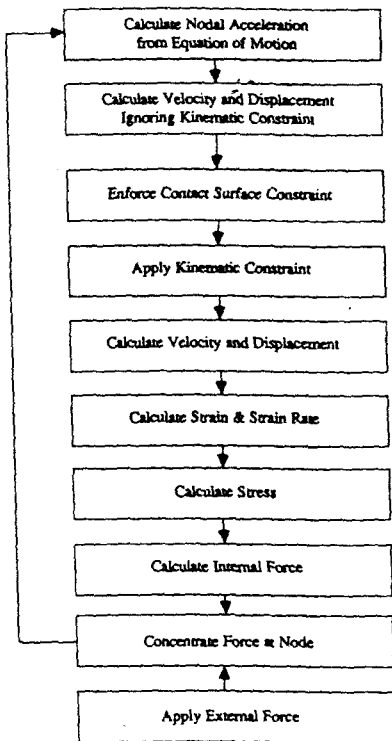 Calculate Nodal Acceleration
from Equation of Motion
Calculate Velocity and Displacement
Ignoring Kinematic Constraint
Enforce Contact Surface Constraint
Apply Kinematic Constraint
Calculate Velocity and Displacement
Calculate Strain & Strain Rate
Calculate Stress
Calculate Internal Force
Concentrate Force at Node
Apply External Force